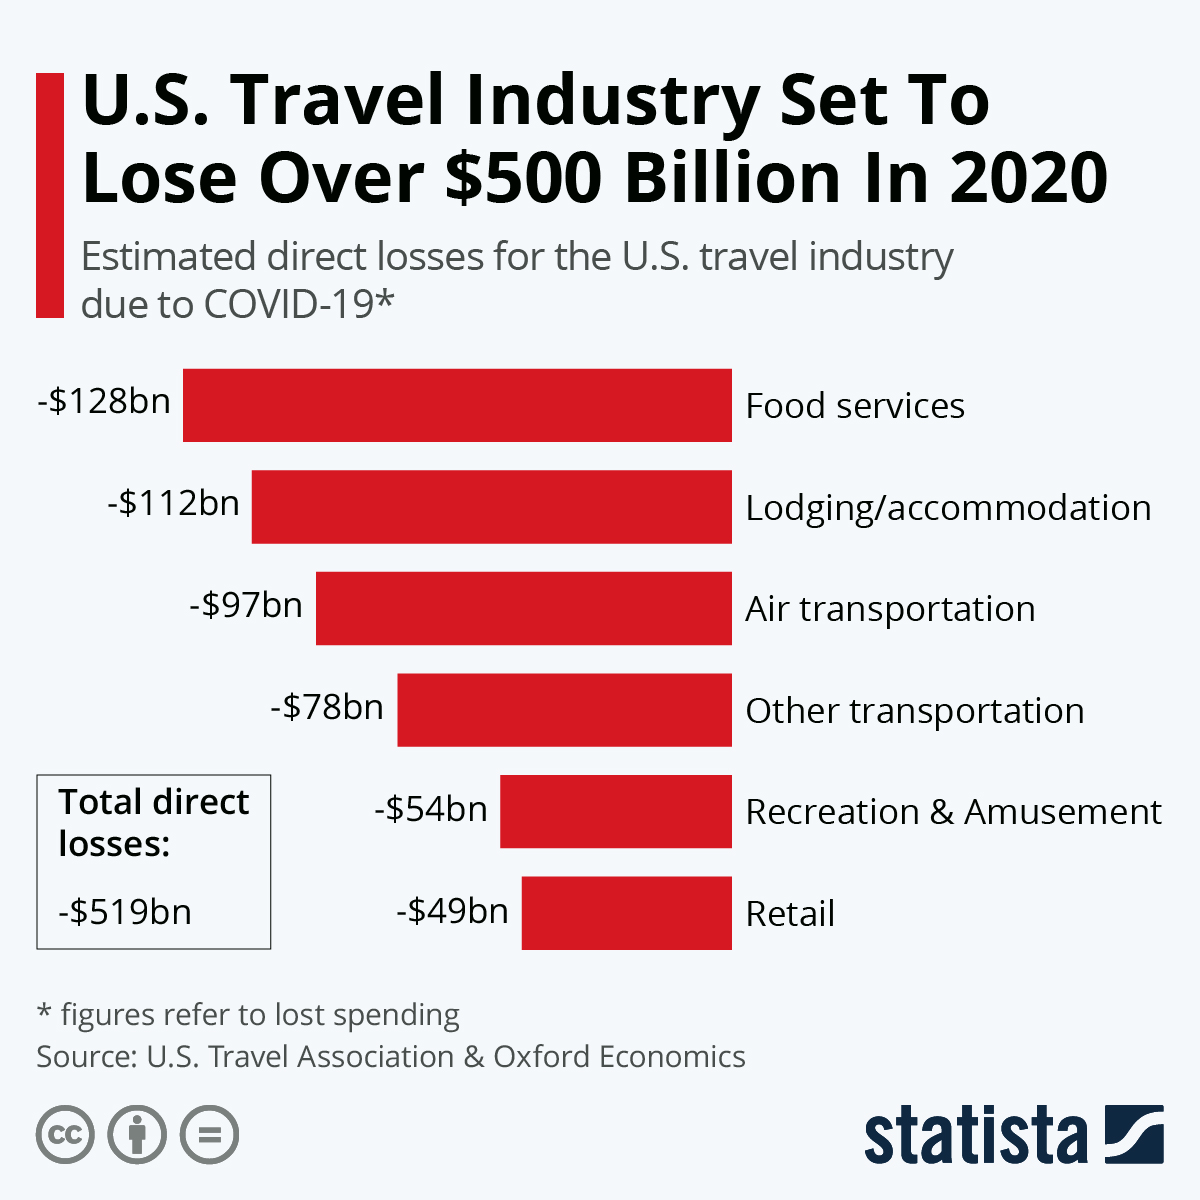 U.S. Travel Industry Set To
Lose Over $500 Billion In 2020
Estimated direct losses for the U.S. travel industry
due to COVID-19*
-$128bn Food services
-$112bn Lodging/accommodation
-$97bn Air transportation
-$78bn Other transportation
-$54bn Recreation & Amusement
-$49bn Retail
Total direct
losses:
-$519bn
* figures refer to lost spending
Source: U.S. Travel Association & Oxford Economics
cc =
statista